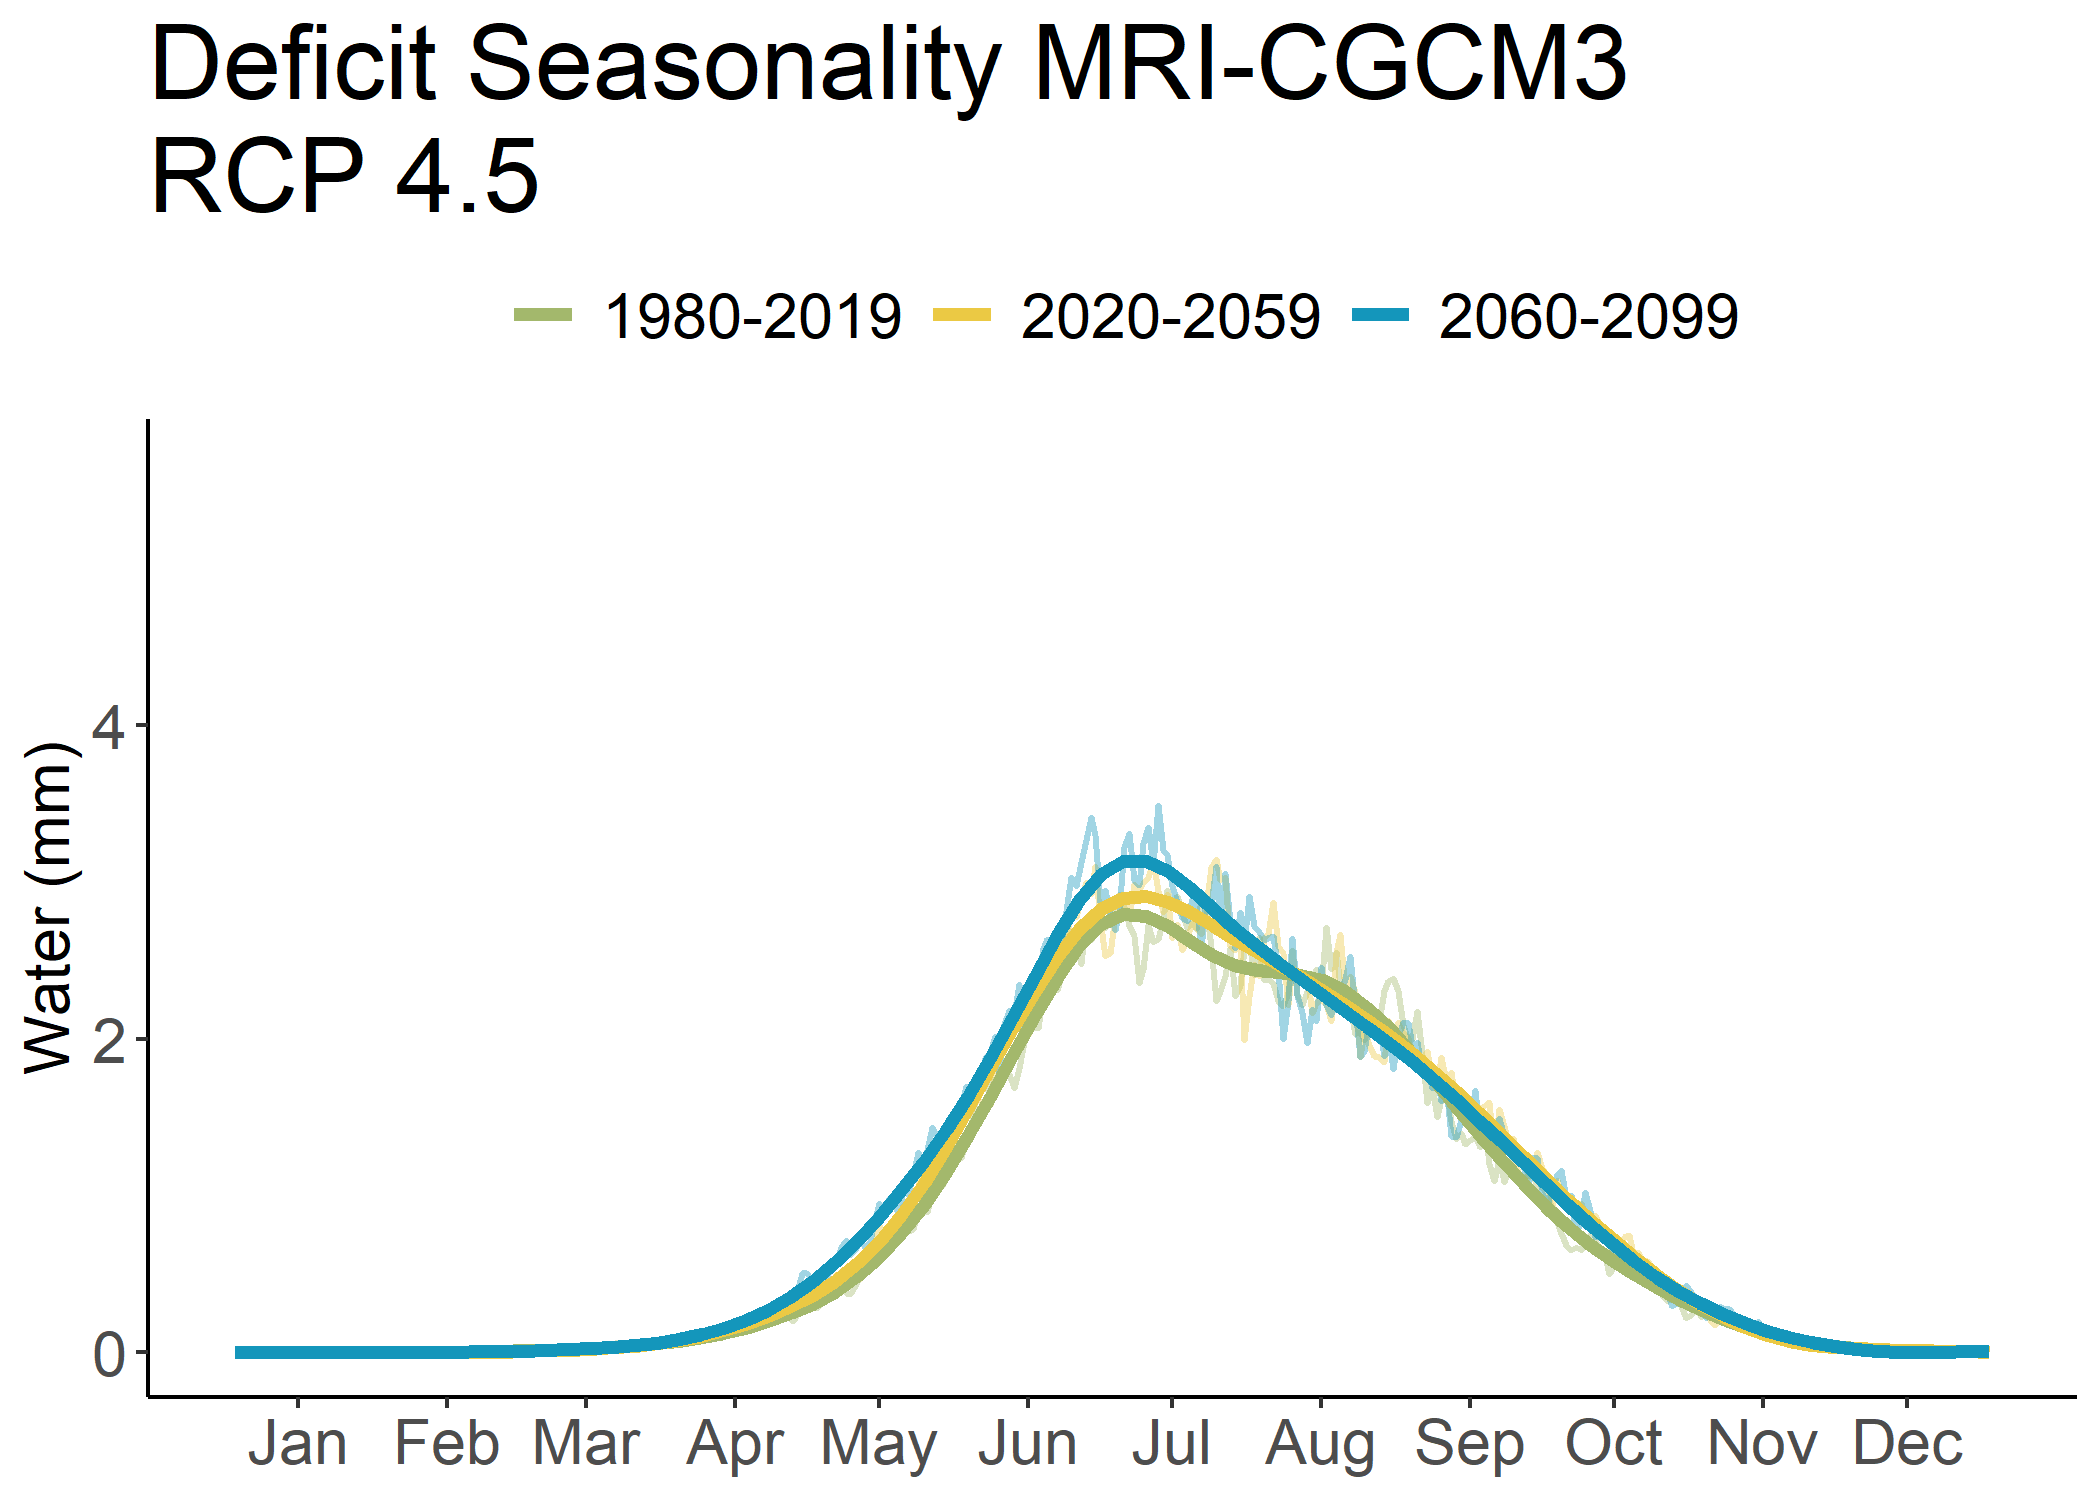 Deficit Seasonality MRI-CGCM3
RCP 4.5
1980-2019 2020-2059 2060-2099
Water (mm)
4
2
0
Jan Feb Mar Apr May Jun Jul Aug Sep Oct Nov Dec